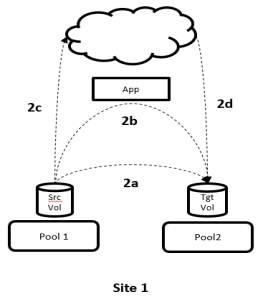 App
2c
2d
2b
2a
Src
Vol
Tgt
Vol
Pool 1
Pool2
Site 1